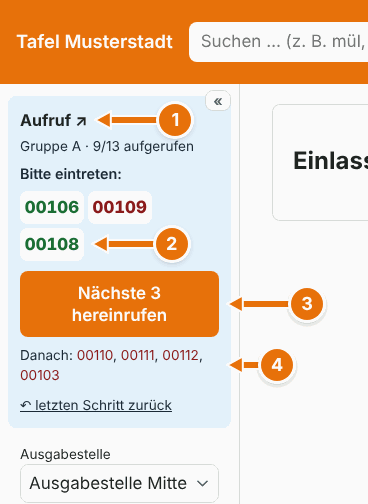 Tafel Musterstadt
Suchen ... (z. B. mül,
«
Aufruf ↗
1
Gruppe A · 9/13 aufgerufen
Bitte eintreten:
00106 00109
00108
2
Nächste 3
hereinrufen
3
Danach: 00110, 00111, 00112,
00103
4
↶ letzten Schritt zurück
Ausgabestelle
Ausgabestelle Mitte
Einlass